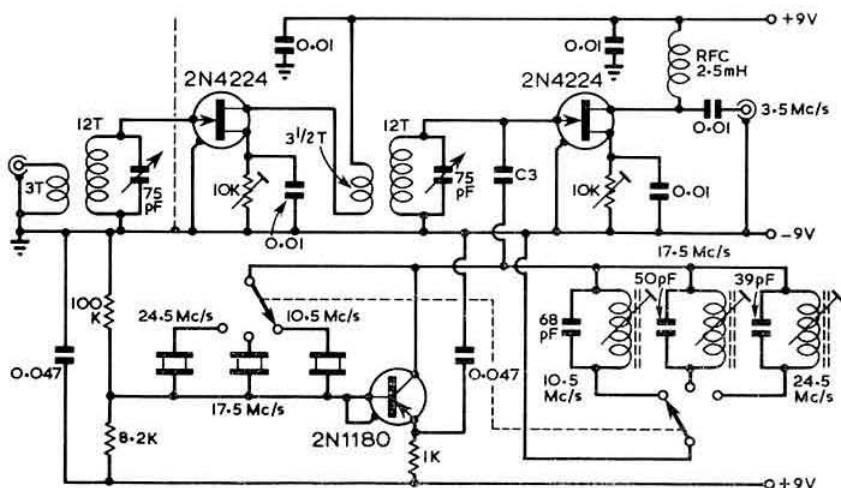 +9V
0.01
0.01
RFC
2.5mH
2N4224
2N4224
3.5 Mc/s
0.01
12T
3 1/2 T
12T
3T
75
pF
10K
0.01
75
pF
C3
10K
0.01
-9V
17.5 Mc/s
100
K
24.5 Mc/s
10.5 Mc/s
50pF
39pF
68
pF
0.047
0.047
10.5
Mc/s
24.5
Mc/s
17.5 Mc/s
8.2K
2N1180
1K
+9V